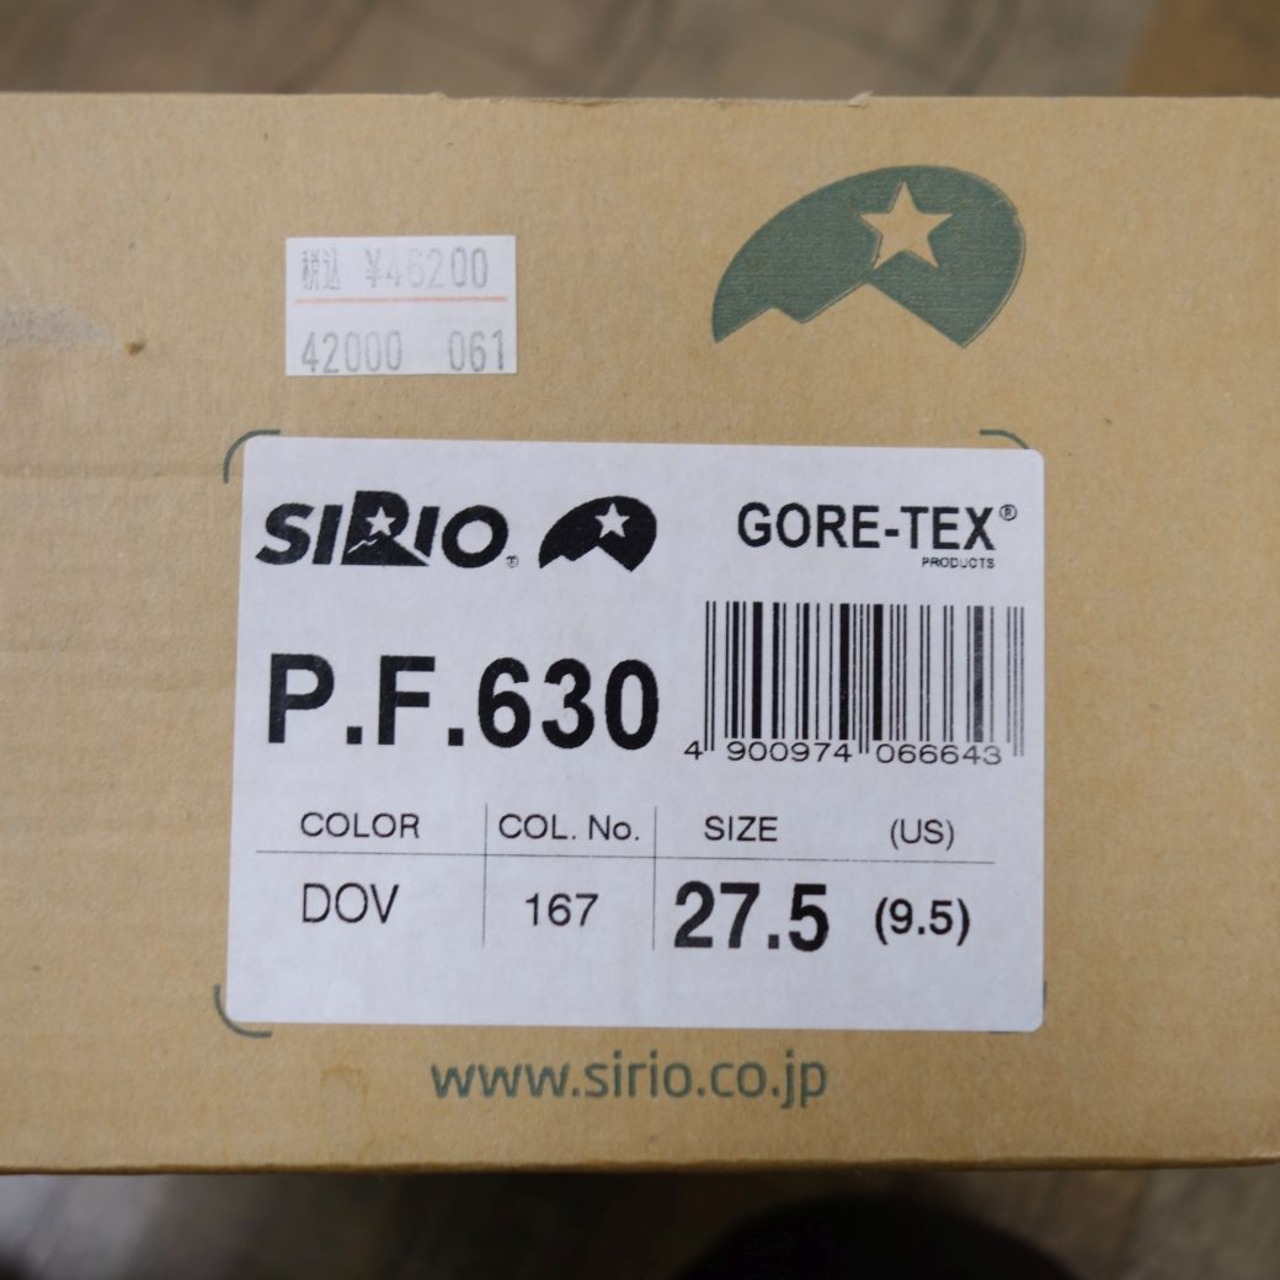 税込 ¥46200
42000 061
SIRIO®
GORE-TEX®
PRODUCTS
P.F.630
4 900974 066643
COLOR COL. No. SIZE (US)
DOV 167 27.5 (9.5)
www.sirio.co.jp